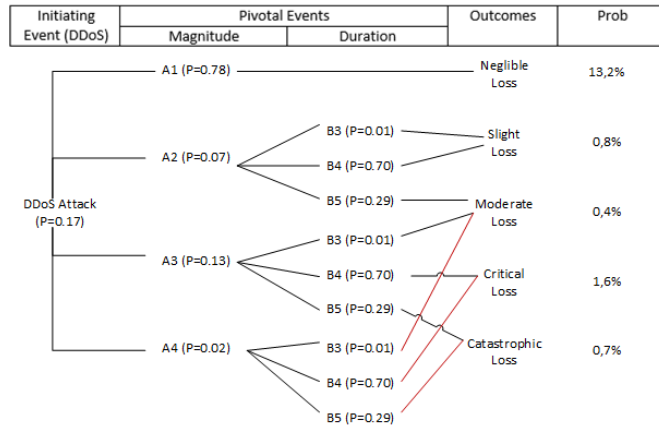 Initiating
Event (DDoS)
Pivotal Events
Magnitude
Duration
Outcomes
Prob
A1 (P=0.78)
Neglible
Loss
13,2%
B3 (P=0.01)
A2 (P=0.07)
B4 (P=0.70)
Slight
Loss
0,8%
B5 (P=0.29)
DDoS Attack
(P=0.17)
Moderate
Loss
0,4%
B3 (P=0.01)
A3 (P=0.13)
B4 (P=0.70)
Critical
Loss
1,6%
B5 (P=0.29)
A4 (P=0.02)
B3 (P=0.01)
Catastrophic
Loss
0,7%
B4 (P=0.70)
B5 (P=0.29)